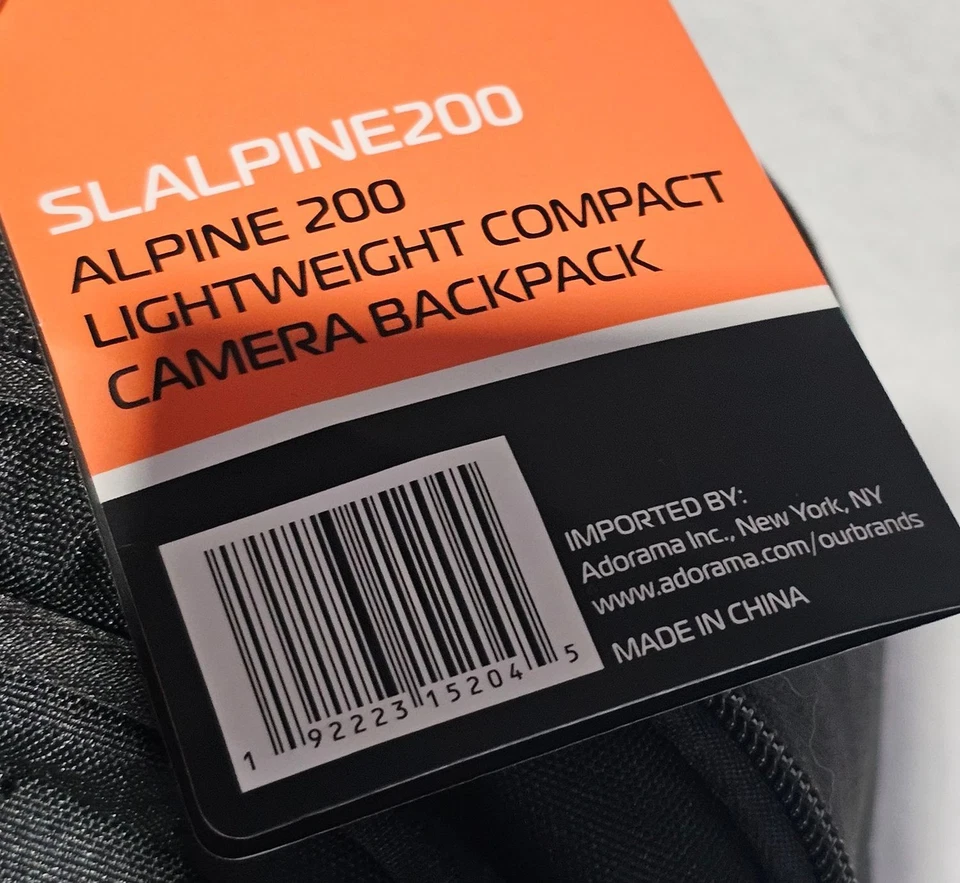 SLALPINE200
ALPINE 200
LIGHTWEIGHT COMPACT
CAMERA BACKPACK
IMPORTED BY:
Adorama Inc., New York, NY
www.adorama.com/ourbrands
MADE IN CHINA
1 92223 15204 5